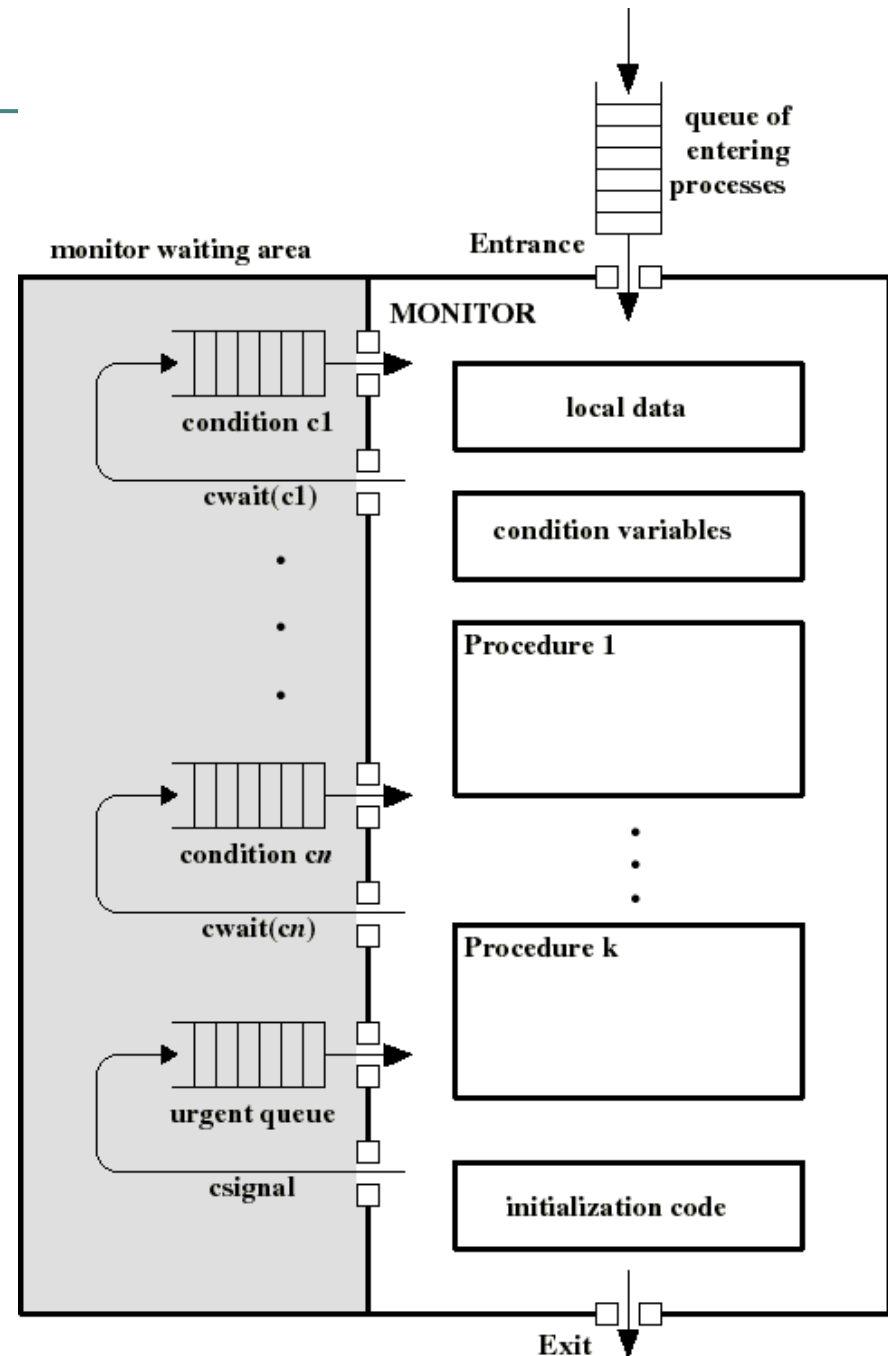 queue of
entering
processes
Entrance
monitor waiting area
MONITOR
local data
condition c1
cwait(c1)
condition variables
Procedure 1
condition cn
cwait(cn)
Procedure k
urgent queue
csignal
initialization code
Exit